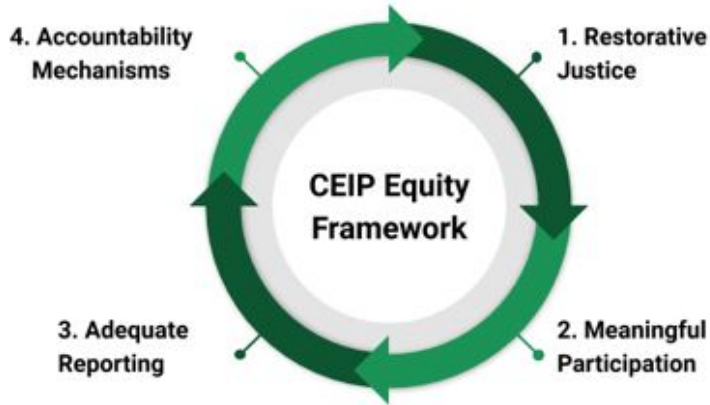 4. Accountability
Mechanisms
1. Restorative
Justice
CEIP Equity
Framework
3. Adequate
Reporting
2. Meaningful
Participation